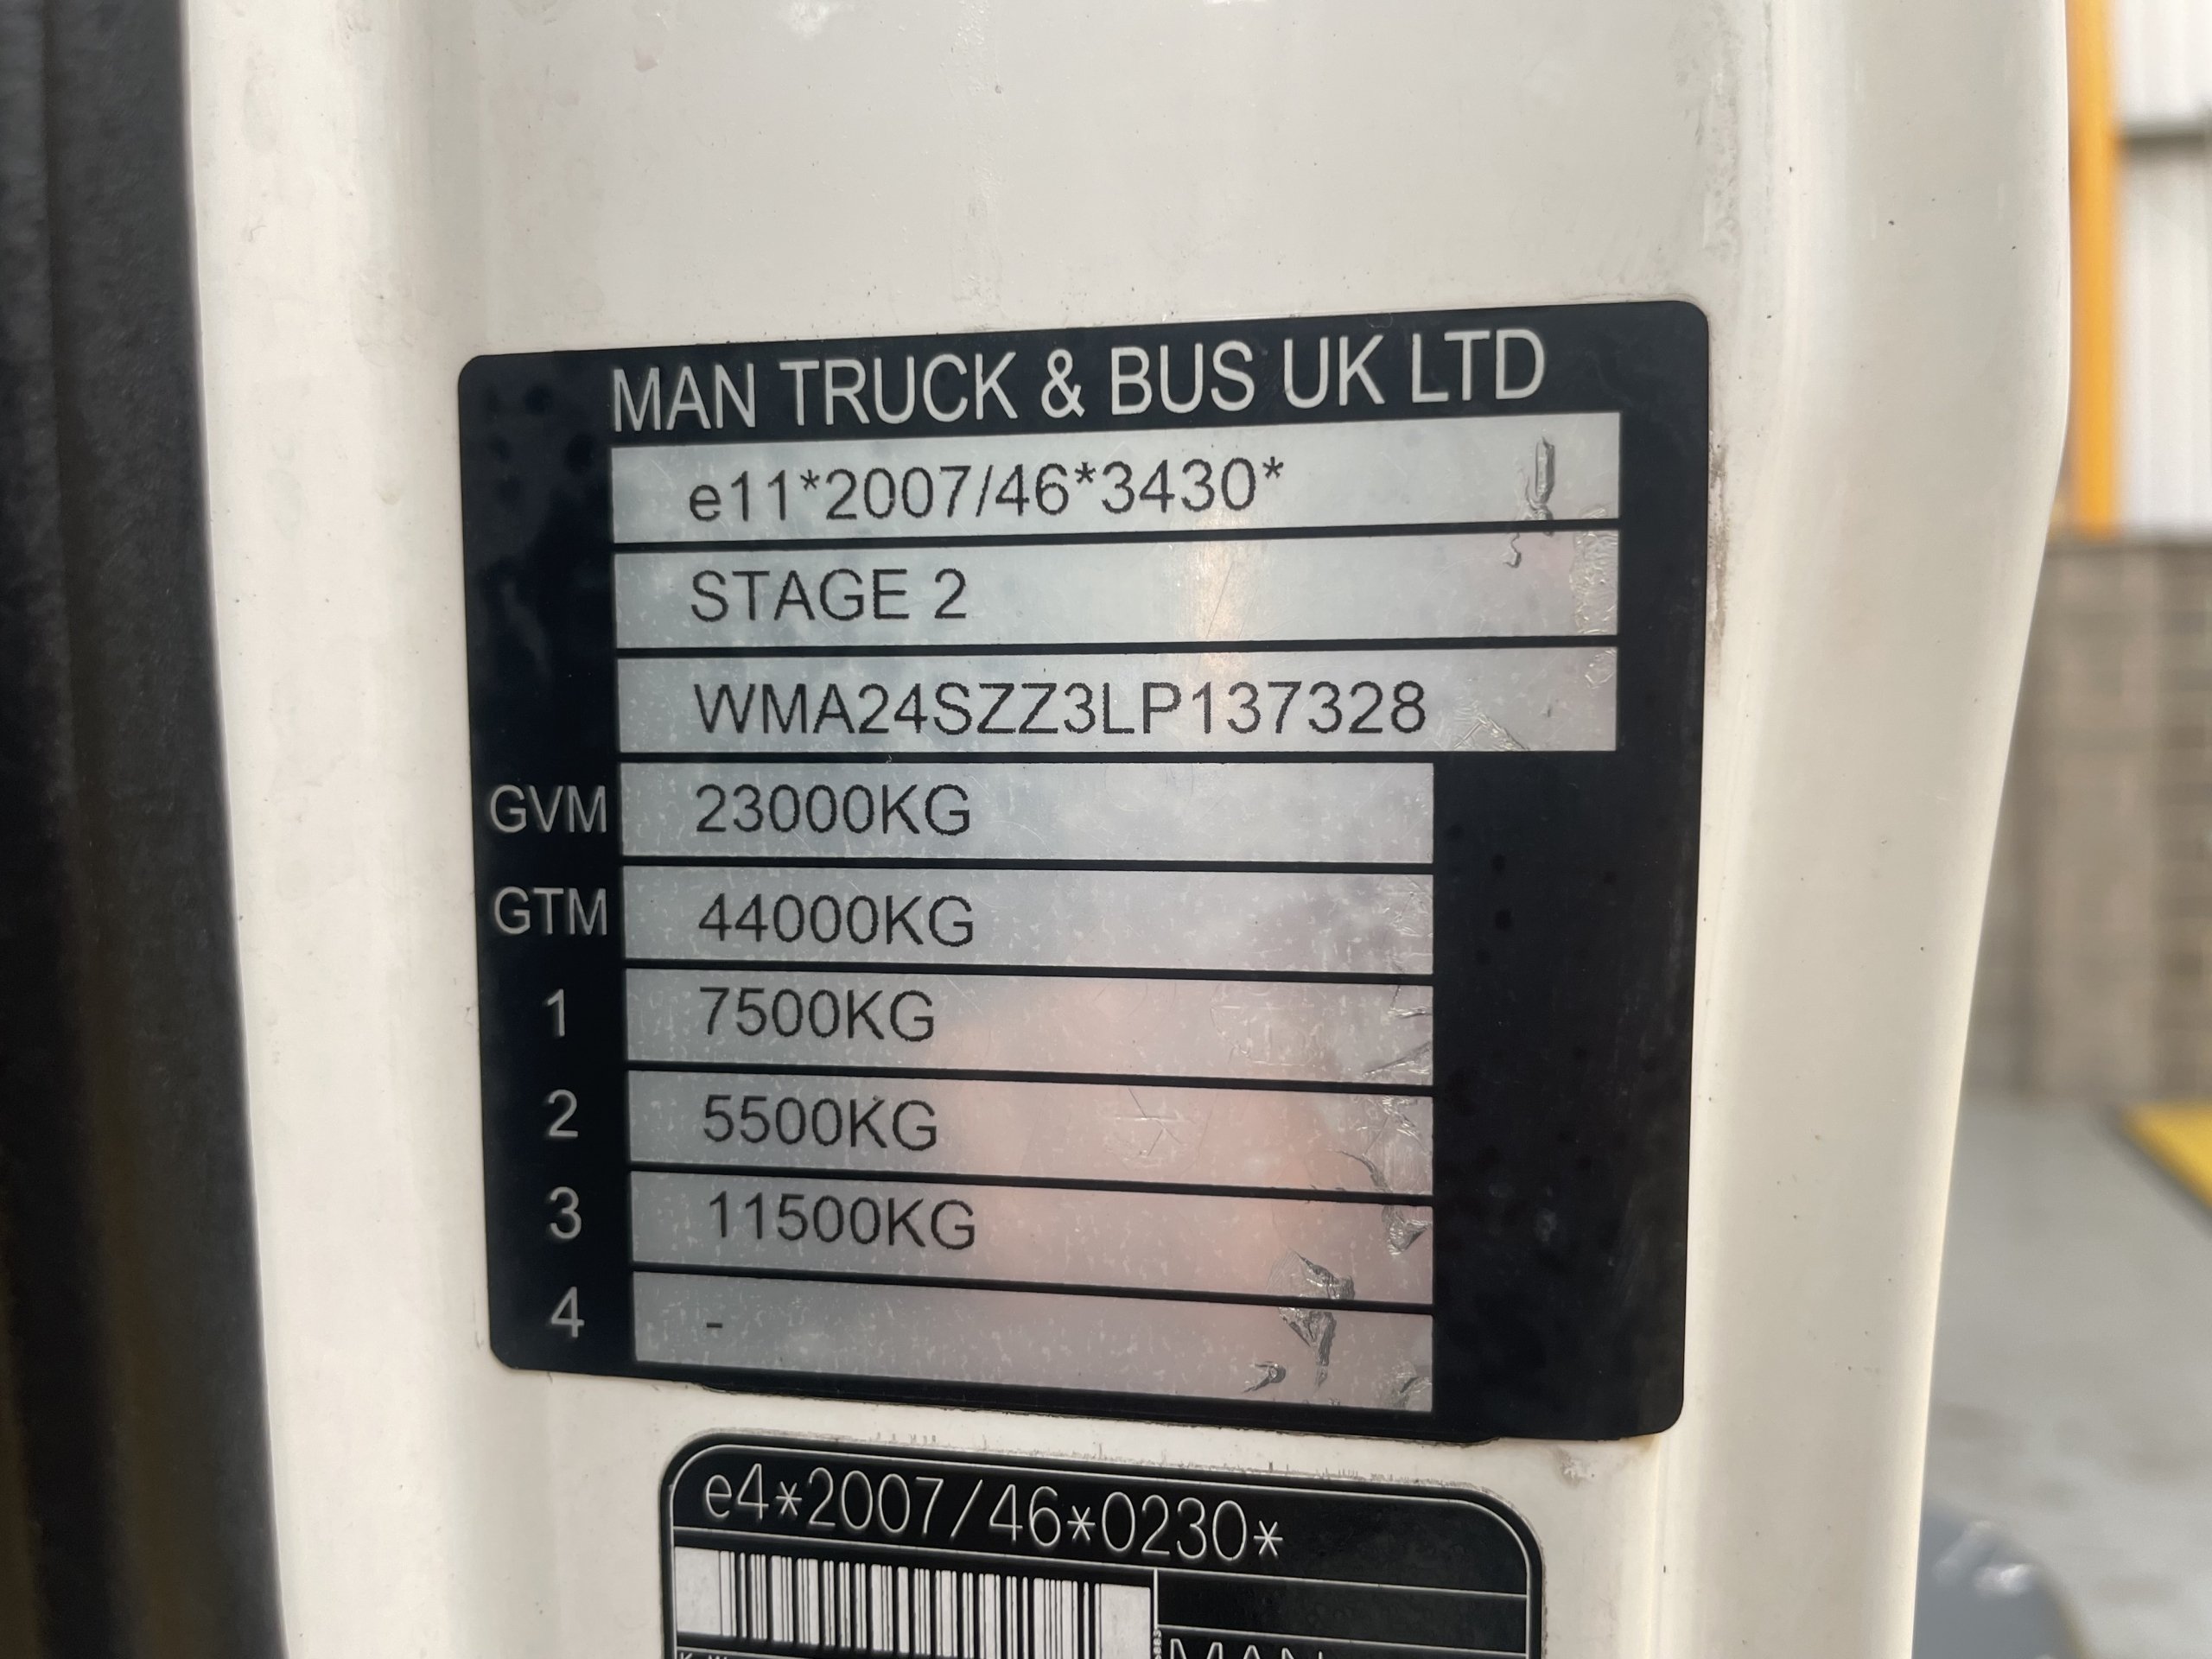 MAN TRUCK & BUS UK LTD
e11*2007/46*3430*
STAGE 2
WMA24SZZ3LP137328
GVM 23000KG
GTM 44000KG
1 7500KG
2 5500KG
3 11500KG
4 -
e4*2007/46*0230*
MAN